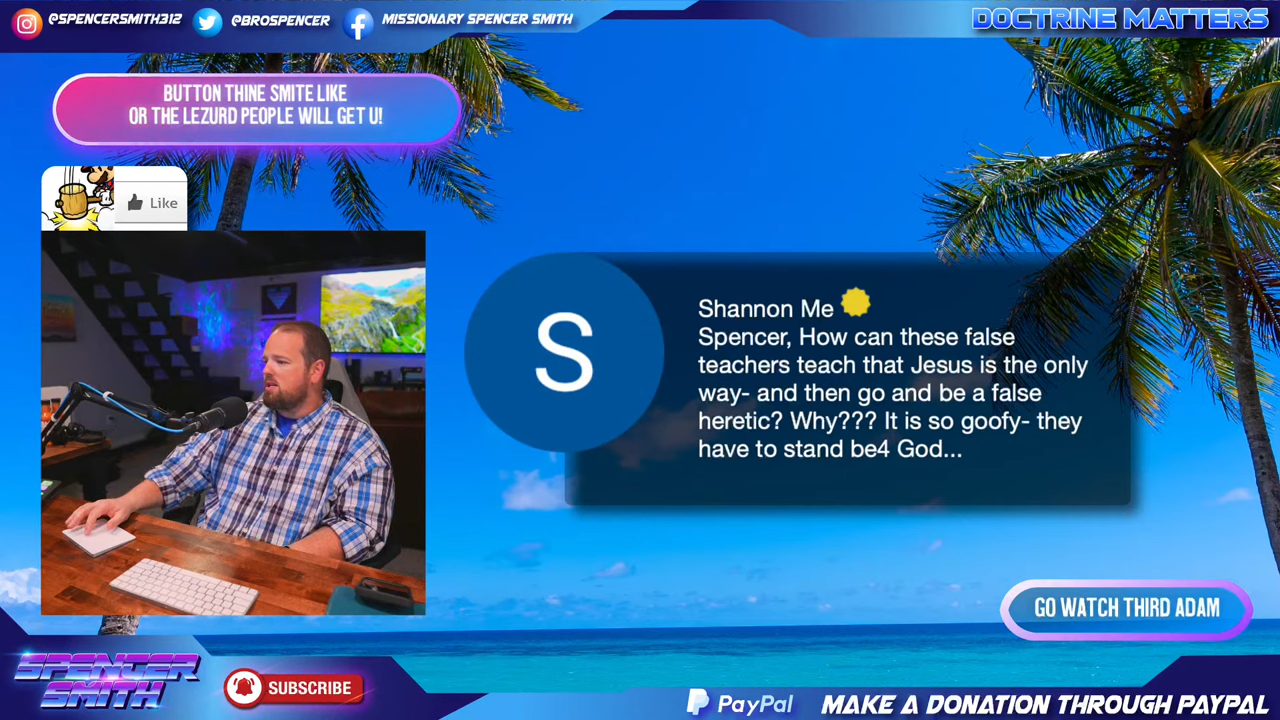 @SPENCERSMITH312
@BROSPENCER
MISSIONARY SPENCER SMITH
DOCTRINE MATTERS
BUTTON THINE SMITE LIKE
OR THE LEZURD PEOPLE WILL GET U!
Like
S
Shannon Me
Spencer, How can these false
teachers teach that Jesus is the only
way- and then go and be a false
heretic? Why??? It is so goofy- they
have to stand be4 God...
GO WATCH THIRD ADAM
SPENCER
SMITH
SUBSCRIBE
PayPal
MAKE A DONATION THROUGH PAYPAL